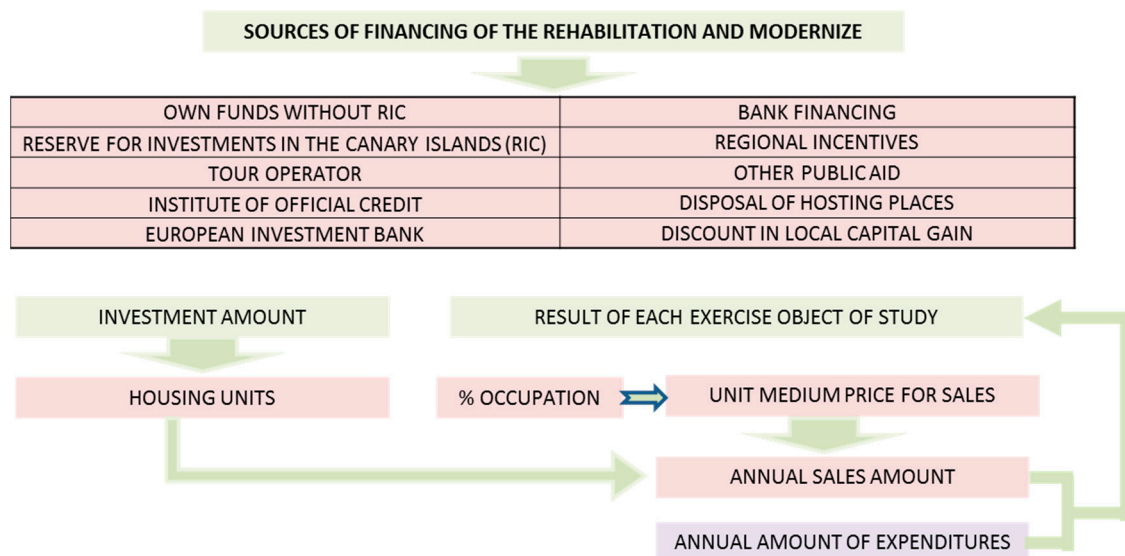 SOURCES OF FINANCING OF THE REHABILITATION AND MODERNIZE
OWN FUNDS WITHOUT RIC
BANK FINANCING
RESERVE FOR INVESTMENTS IN THE CANARY ISLANDS (RIC)
REGIONAL INCENTIVES
TOUR OPERATOR
OTHER PUBLIC AID
INSTITUTE OF OFFICIAL CREDIT
DISPOSAL OF HOSTING PLACES
EUROPEAN INVESTMENT BANK
DISCOUNT IN LOCAL CAPITAL GAIN
INVESTMENT AMOUNT
RESULT OF EACH EXERCISE OBJECT OF STUDY
HOUSING UNITS
% OCCUPATION
UNIT MEDIUM PRICE FOR SALES
ANNUAL SALES AMOUNT
ANNUAL AMOUNT OF EXPENDITURES